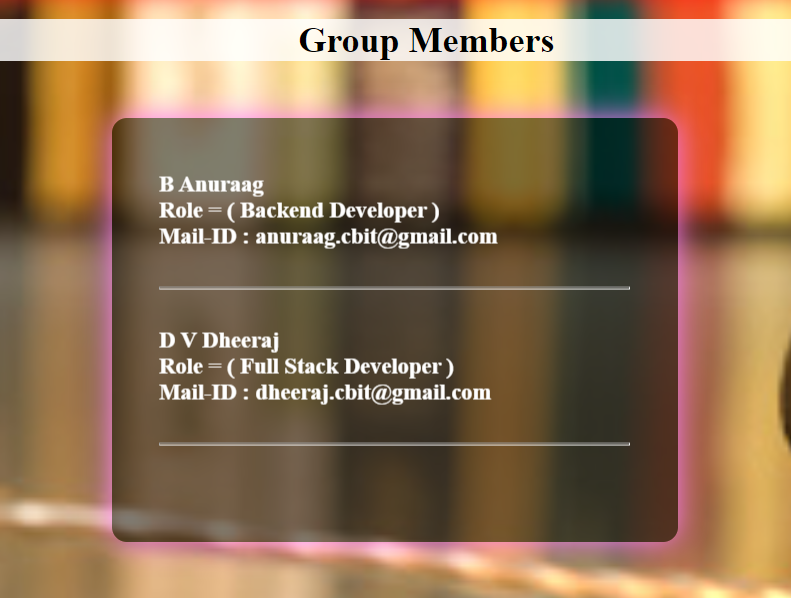 Group Members
B Anuraag
Role = ( Backend Developer )
Mail-ID : anuraag.cbit@gmail.com
D V Dheeraj
Role = ( Full Stack Developer )
Mail-ID : dheeraj.cbit@gmail.com